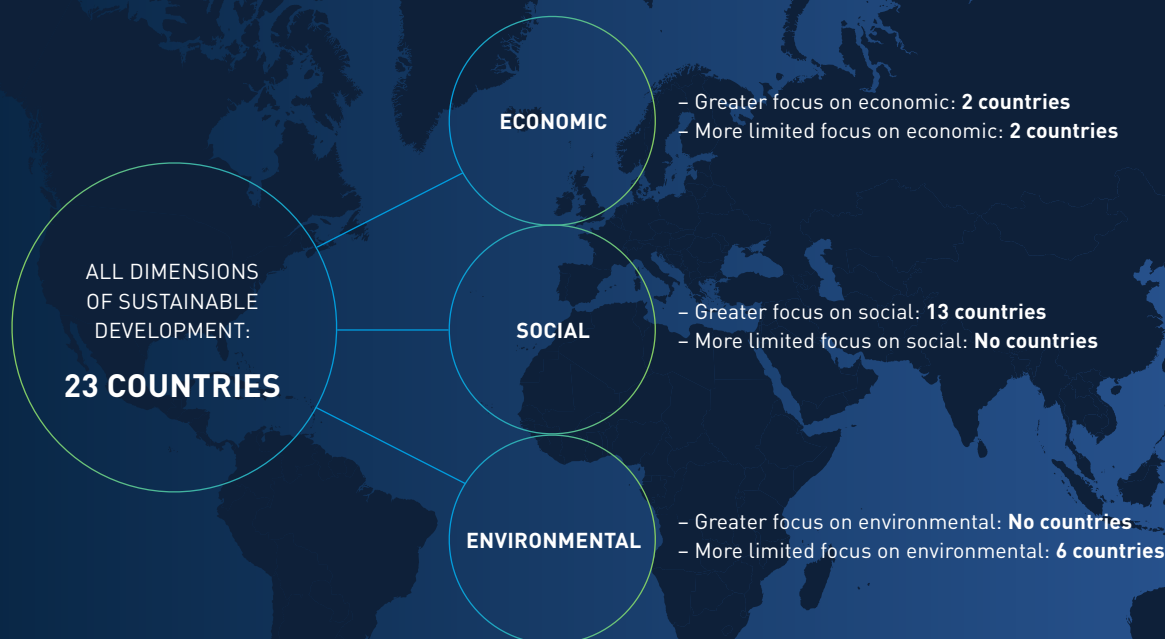 ALL DIMENSIONS
OF SUSTAINABLE
DEVELOPMENT:
23 COUNTRIES
ECONOMIC
– Greater focus on economic: 2 countries
– More limited focus on economic: 2 countries
SOCIAL
– Greater focus on social: 13 countries
– More limited focus on social: No countries
ENVIRONMENTAL
– Greater focus on environmental: No countries
– More limited focus on environmental: 6 countries